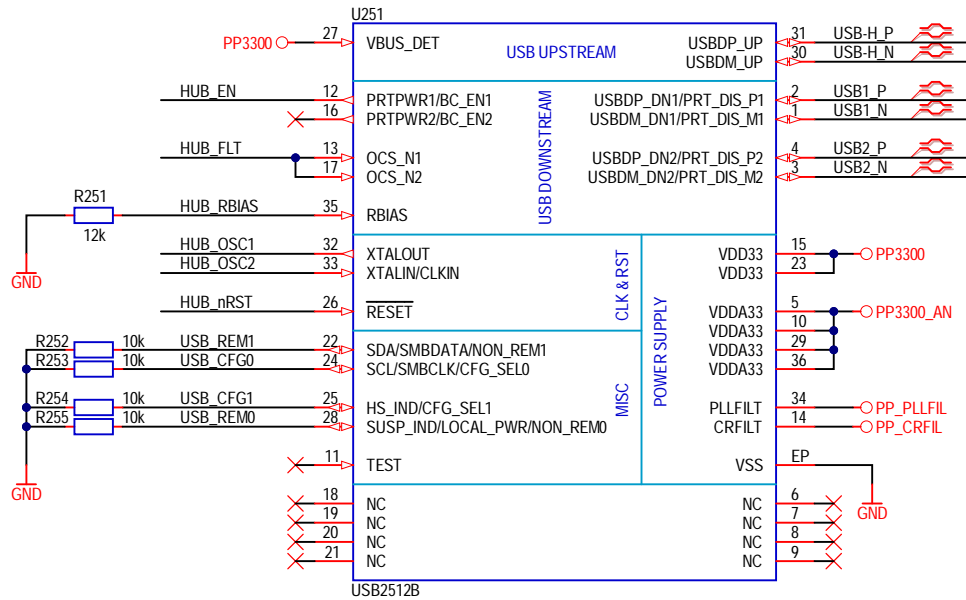 U251
PP3300 27 VBUS_DET USB UPSTREAM USBDP_UP 31 USB-H_P
USBDM_UP 30 USB-H_N
HUB_EN 12 PRTPWR1/BC_EN1 USB DOWNSTREAM USBDP_DN1/PRT_DIS_P1 2 USB1_P
16 PRTPWR2/BC_EN2 USBDM_DN1/PRT_DIS_M1 1 USB1_N
HUB_FLT 13 OCS_N1 USBDP_DN2/PRT_DIS_P2 4 USB2_P
17 OCS_N2 USBDM_DN2/PRT_DIS_M2 3 USB2_N
R251 12k HUB_RBIAS 35 RBIAS
GND
HUB_OSC1 32 XTALOUT CLK & RST POWER SUPPLY VDD33 15 PP3300
HUB_OSC2 33 XTALIN/CLKIN VDD33 23
HUB_nRST 26 RESET VDDA33 5 PP3300_AN
VDDA33 10
R252 10k USB_REM1 22 SDA/SMBDATA/NON_REM1 MISC VDDA33 29
R253 10k USB_CFG0 24 SCL/SMBCLK/CFG_SEL0 VDDA33 36
R254 10k USB_CFG1 25 HS_IND/CFG_SEL1 PLLFILT 34 PP_PLLFIL
R255 10k USB_REM0 28 SUSP_IND/LOCAL_PWR/NON_REM0 CRFILT 14 PP_CRFIL
11 TEST VSS EP
GND GND
18 NC NC 6
19 NC NC 7
20 NC NC 8
21 NC NC 9
USB2512B